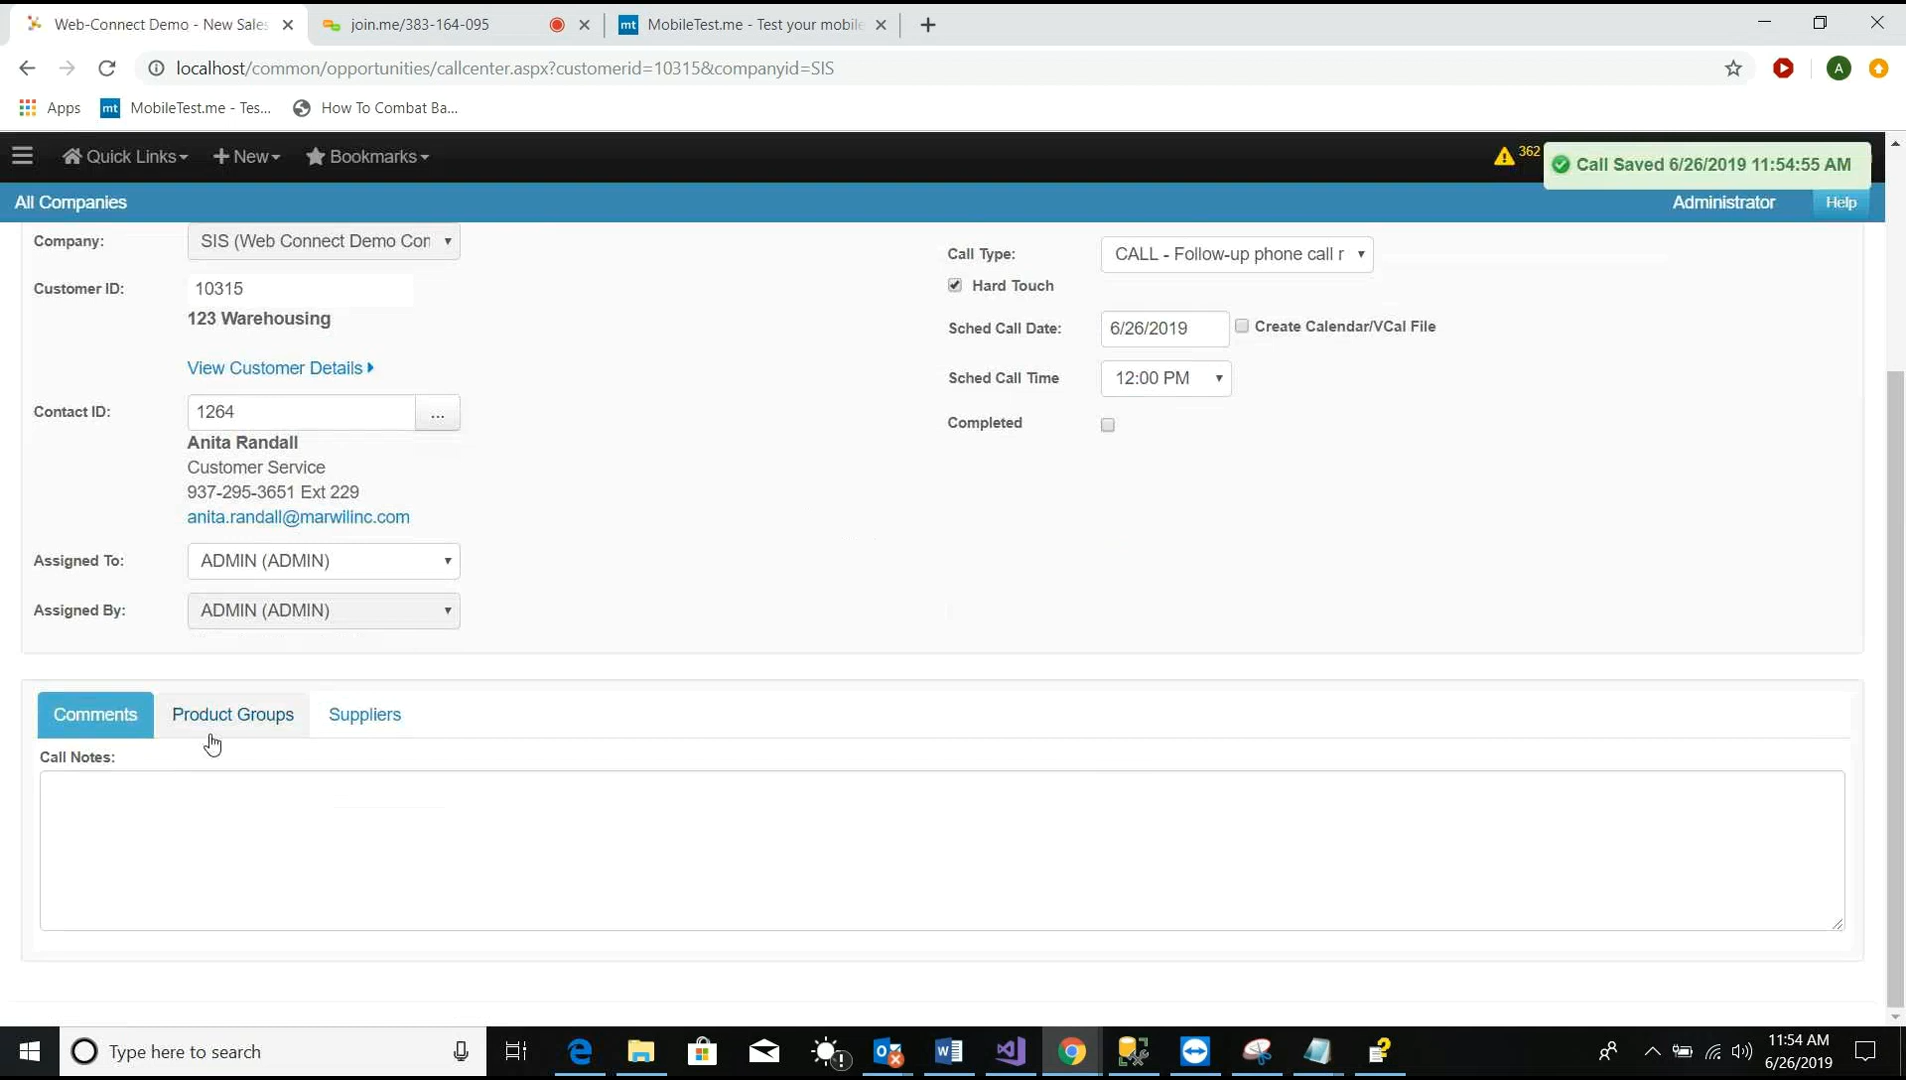 Web-Connect Demo - New Sales
join.me/383-164-095
mt MobileTest.me - Test your mobile
localhost/common/opportunities/callcenter.aspx?customerid=10315&companyid=SIS
A
Apps
mt MobileTest.me - Tes...
How To Combat Ba...
Quick Links
New
Bookmarks
362
Call Saved 6/26/2019 11:54:55 AM
All Companies
Administrator
Help
Company:
SIS (Web Connect Demo Con
Customer ID:
10315
123 Warehousing
View Customer Details
Contact ID:
1264
...
Anita Randall
Customer Service
937-295-3651 Ext 229
anita.randall@marwilinc.com
Assigned To:
ADMIN (ADMIN)
Assigned By:
ADMIN (ADMIN)
Call Type:
CALL - Follow-up phone call r
Hard Touch
Sched Call Date:
6/26/2019
Create Calendar/VCal File
Sched Call Time
12:00 PM
Completed
Comments
Product Groups
Suppliers
Call Notes:
Type here to search
11:54 AM
6/26/2019